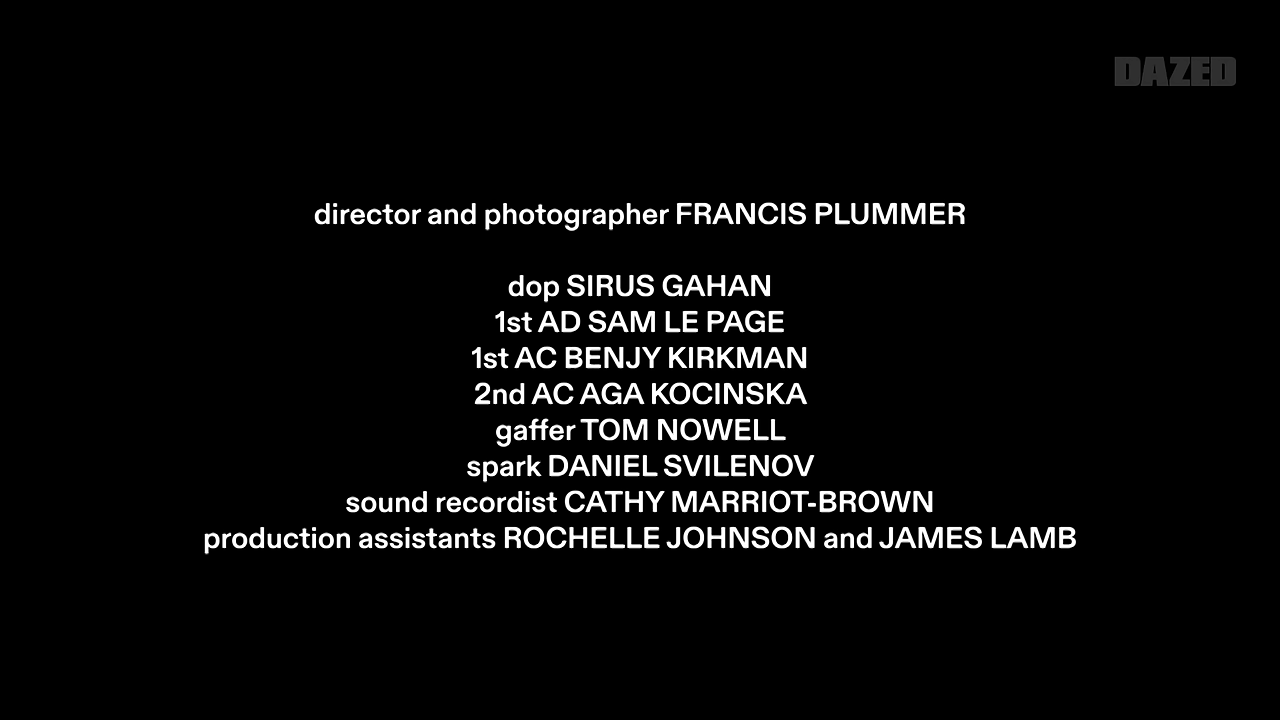 DAZED
director and photographer FRANCIS PLUMMER
dop SIRUS GAHAN
1st AD SAM LE PAGE
1st AC BENJY KIRKMAN
2nd AC AGA KOCINSKA
gaffer TOM NOWELL
spark DANIEL SVILENOV
sound recordist CATHY MARRIOT-BROWN
production assistants ROCHELLE JOHNSON and JAMES LAMB